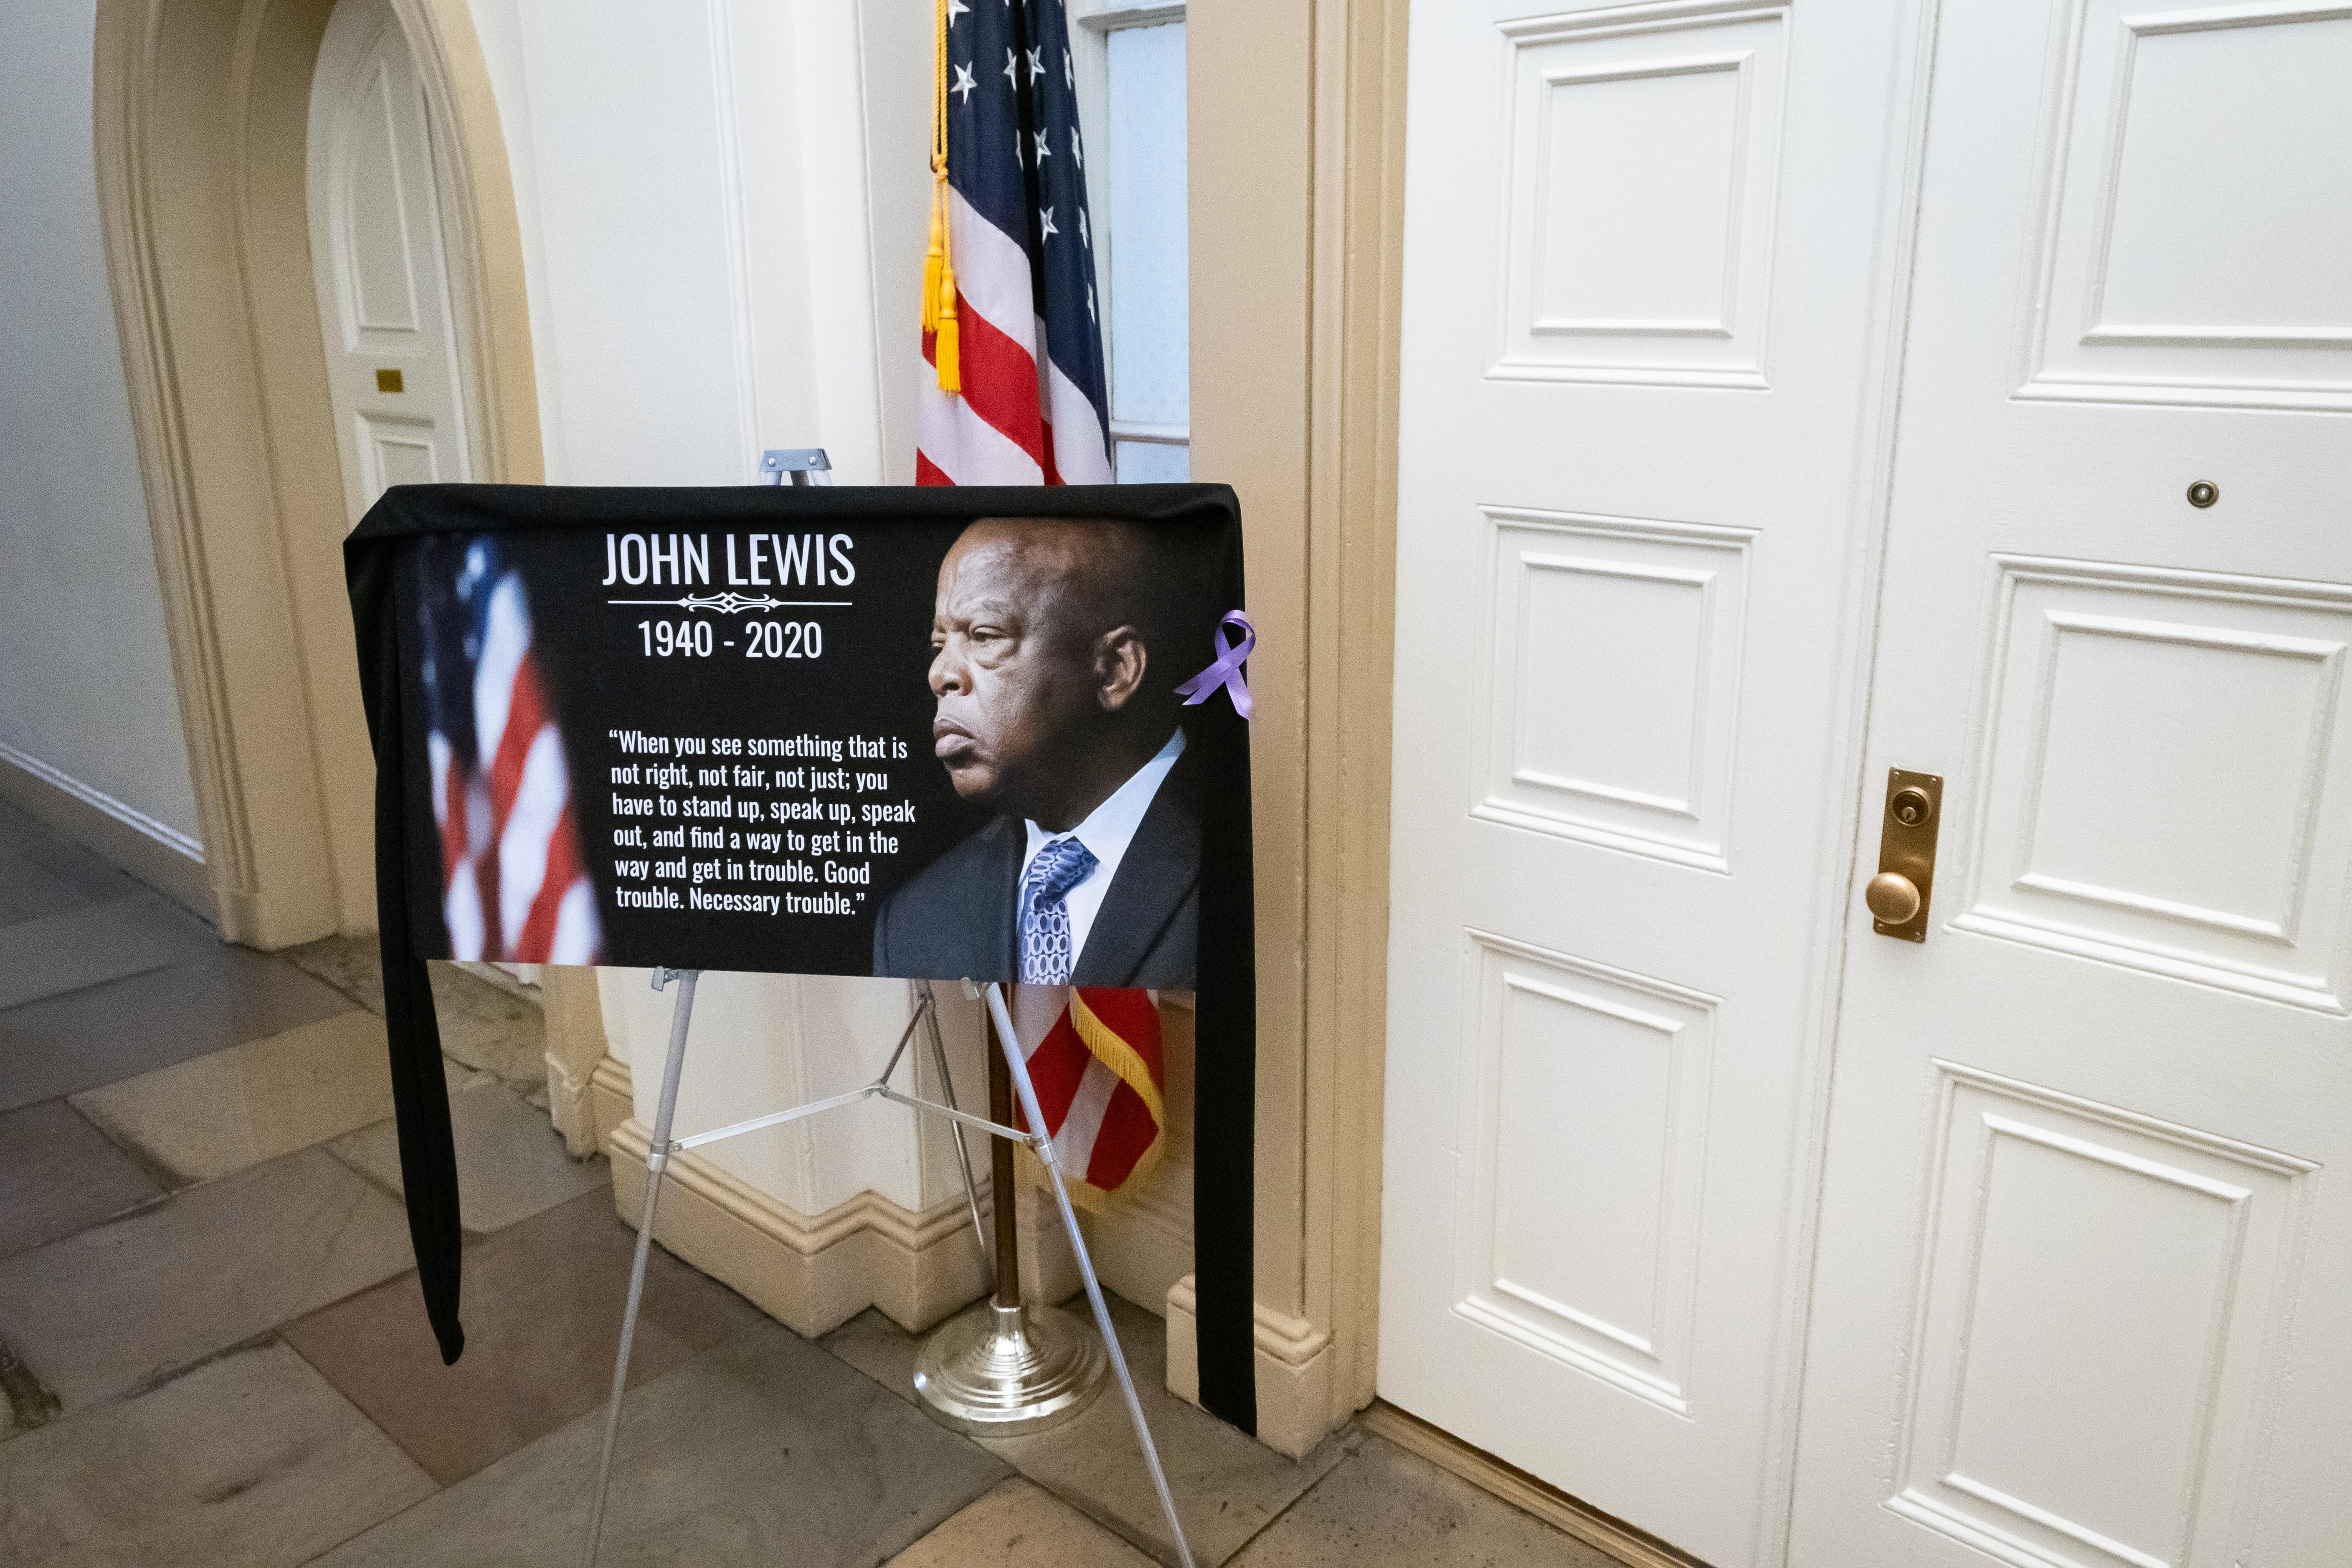 JOHN LEWIS
1940 - 2020
“When you see something that is
not right, not fair, not just; you
have to stand up, speak up, speak
out, and find a way to get in the
way and get in trouble. Good
trouble. Necessary trouble.”